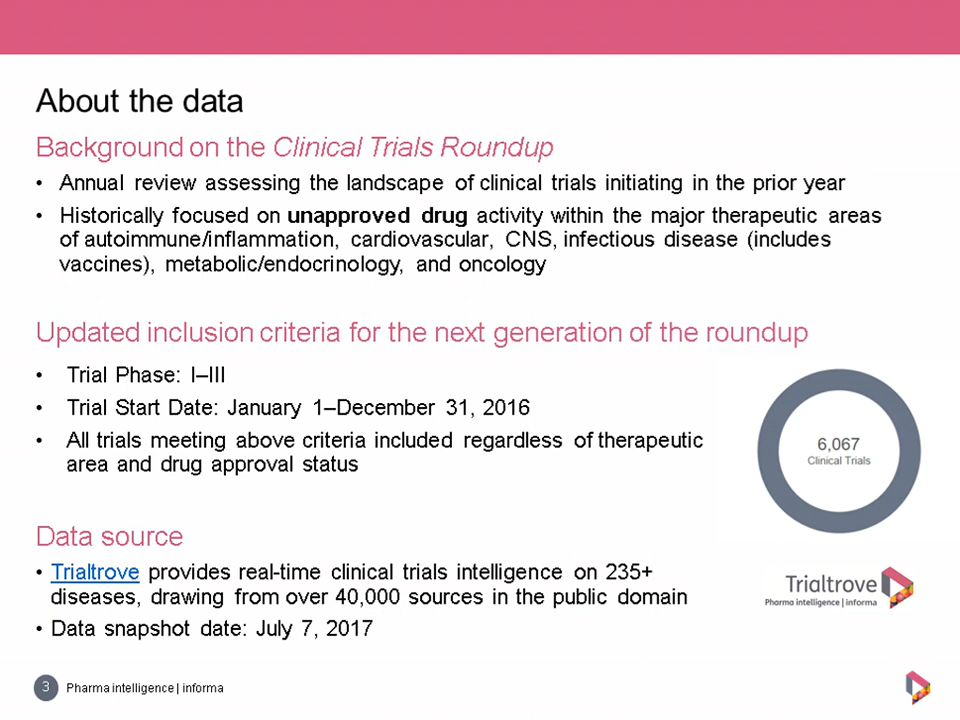 About the data
Background on the Clinical Trials Roundup
• Annual review assessing the landscape of clinical trials initiating in the prior year
• Historically focused on unapproved drug activity within the major therapeutic areas
of autoimmune/inflammation, cardiovascular, CNS, infectious disease (includes
vaccines), metabolic/endocrinology, and oncology
Updated inclusion criteria for the next generation of the roundup
• Trial Phase: I–III
• Trial Start Date: January 1–December 31, 2016
• All trials meeting above criteria included regardless of therapeutic
area and drug approval status
6,067
Clinical Trials
Data source
• Trialtrove provides real-time clinical trials intelligence on 235+
diseases, drawing from over 40,000 sources in the public domain
• Data snapshot date: July 7, 2017
Trialtrove
Pharma intelligence | informa
3 Pharma intelligence | informa